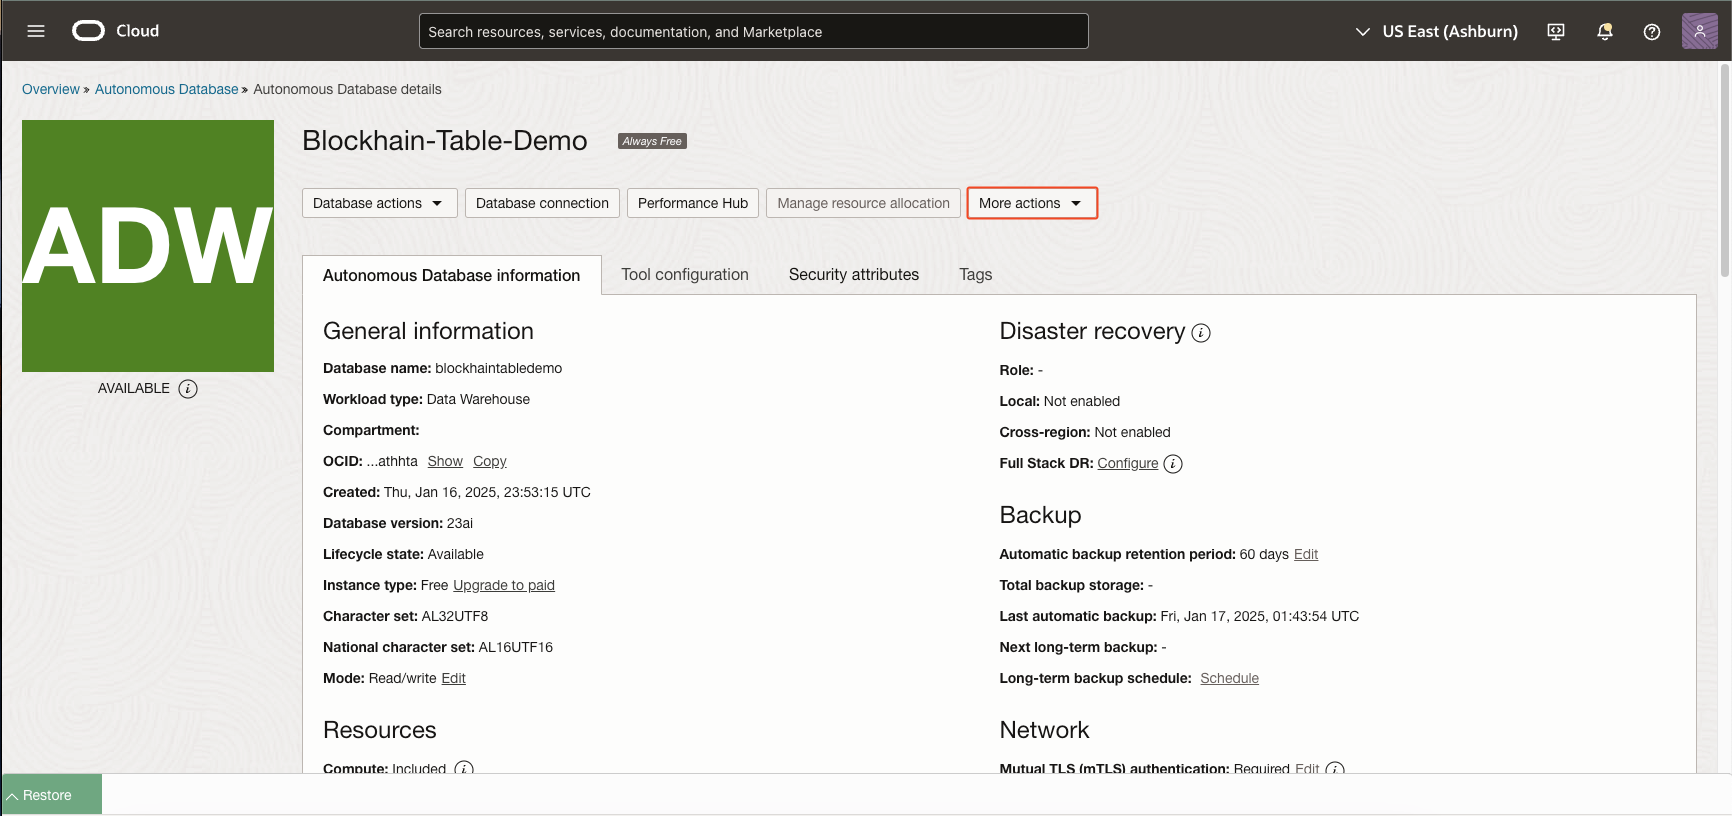 Cloud
Search resources, services, documentation, and Marketplace
US East (Ashburn)
Overview » Autonomous Database » Autonomous Database details
ADW
AVAILABLE
Blockhain-Table-Demo
Always Free
Database actions
Database connection
Performance Hub
Manage resource allocation
More actions
Autonomous Database information
Tool configuration
Security attributes
Tags
General information
Database name: blockhaintabledemo
Workload type: Data Warehouse
Compartment:
OCID: ...athhta Show Copy
Created: Thu, Jan 16, 2025, 23:53:15 UTC
Database version: 23ai
Lifecycle state: Available
Instance type: Free Upgrade to paid
Character set: AL32UTF8
National character set: AL16UTF16
Mode: Read/write Edit
Resources
Compute: Included
Disaster recovery
Role: -
Local: Not enabled
Cross-region: Not enabled
Full Stack DR: Configure
Backup
Automatic backup retention period: 60 days Edit
Total backup storage: -
Last automatic backup: Fri, Jan 17, 2025, 01:43:54 UTC
Next long-term backup: -
Long-term backup schedule: Schedule
Network
Mutual TLS (mTLS) authentication: Required Edit
Restore